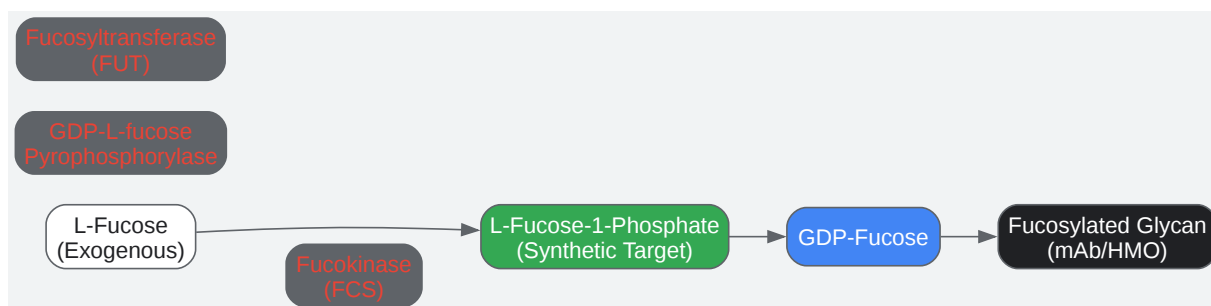 Fucosyltransferase
(FUT)
GDP-L-fucose
Pyrophosphorylase
L-Fucose
(Exogenous)
Fucokinase
(FCS)
L-Fucose-1-Phosphate
(Synthetic Target)
GDP-Fucose
Fucosylated Glycan
(mAb/HMO)